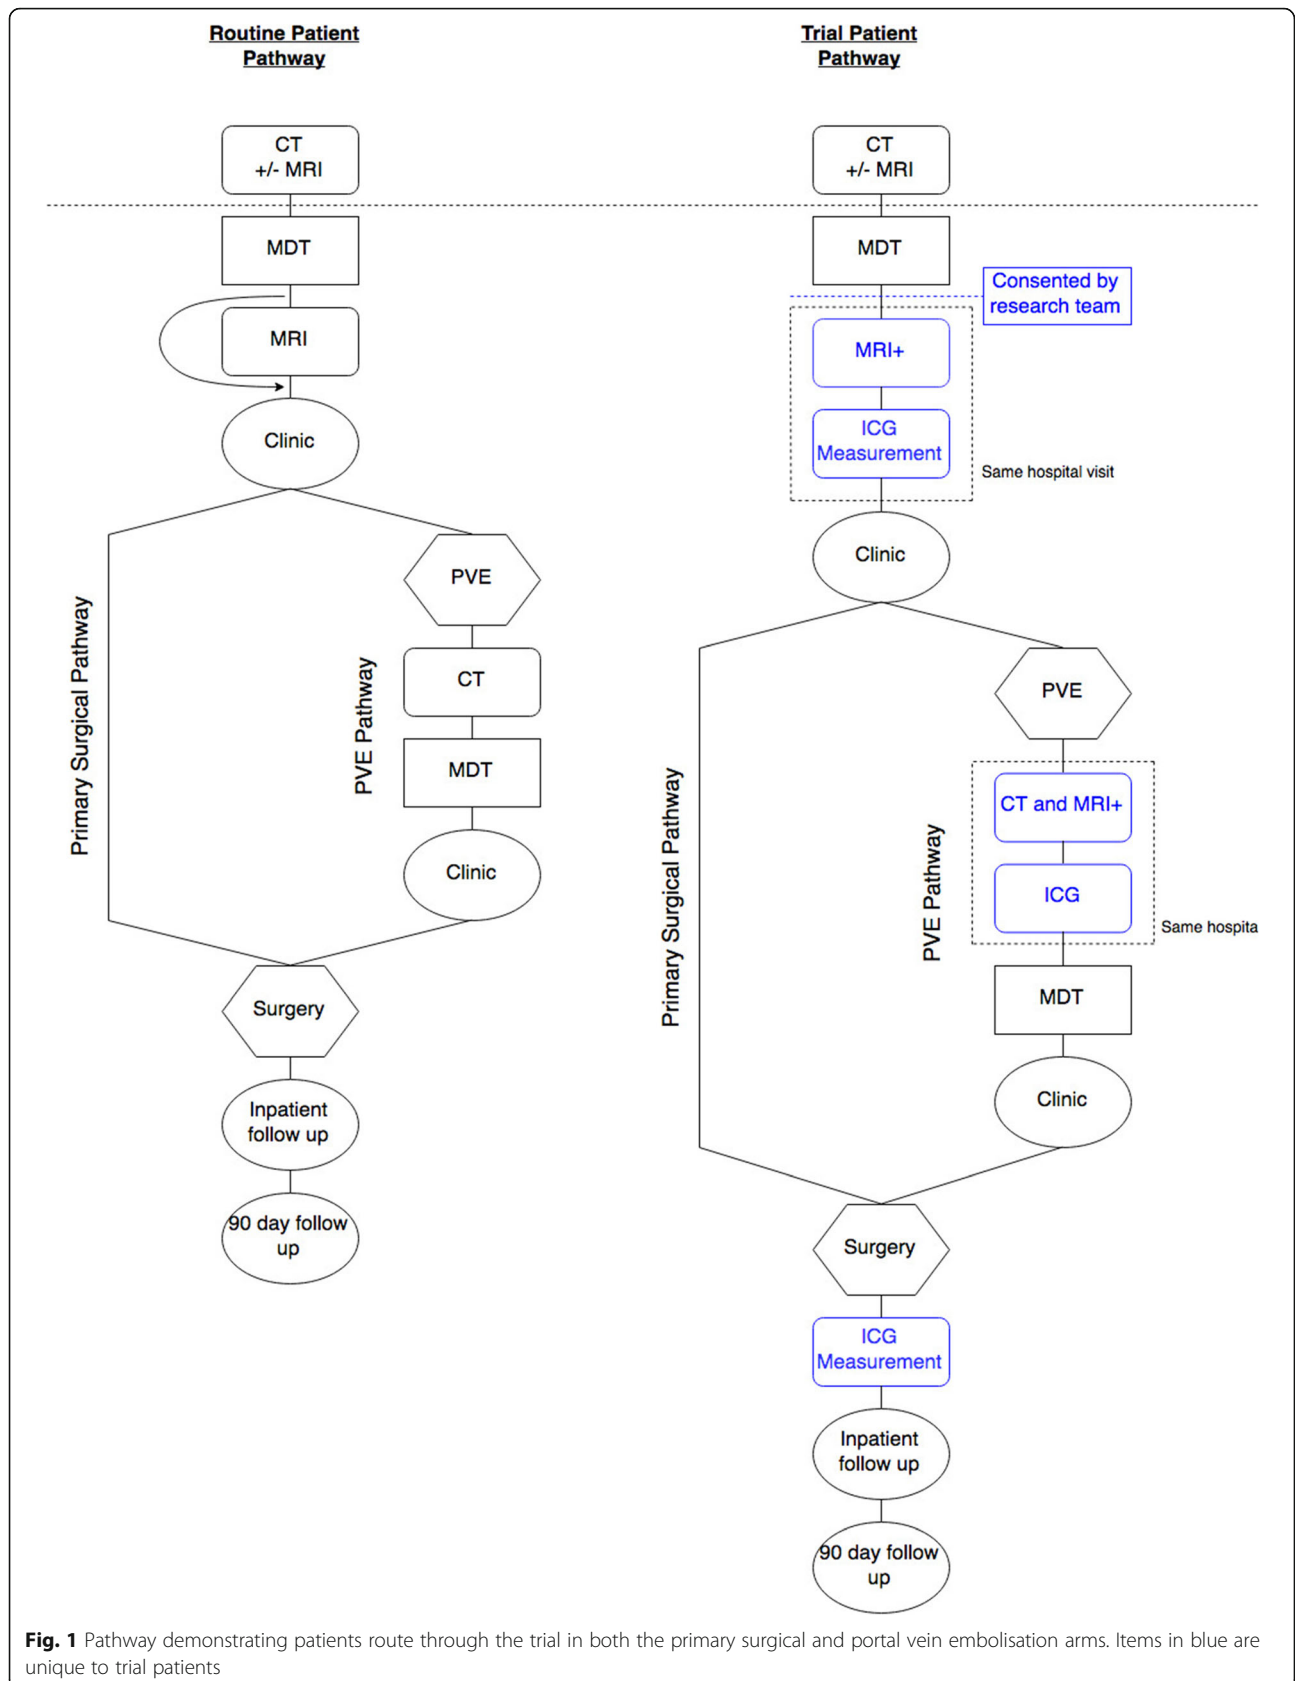 Routine Patient
Pathway
CT
+/- MRI
MDT
MRI
Clinic
Primary Surgical Pathway
PVE Pathway
PVE
CT
MDT
Clinic
Surgery
Inpatient
follow up
90 day follow
up
Trial Patient
Pathway
CT
+/- MRI
MDT
Consented by
research team
MRI+
ICG
Measurement
Same hospital visit
Clinic
Primary Surgical Pathway
PVE Pathway
PVE
CT and MRI+
ICG
Same hospita
MDT
Clinic
Surgery
ICG
Measurement
Inpatient
follow up
90 day follow
up
Fig. 1 Pathway demonstrating patients route through the trial in both the primary surgical and portal vein embolisation arms. Items in blue are
unique to trial patients